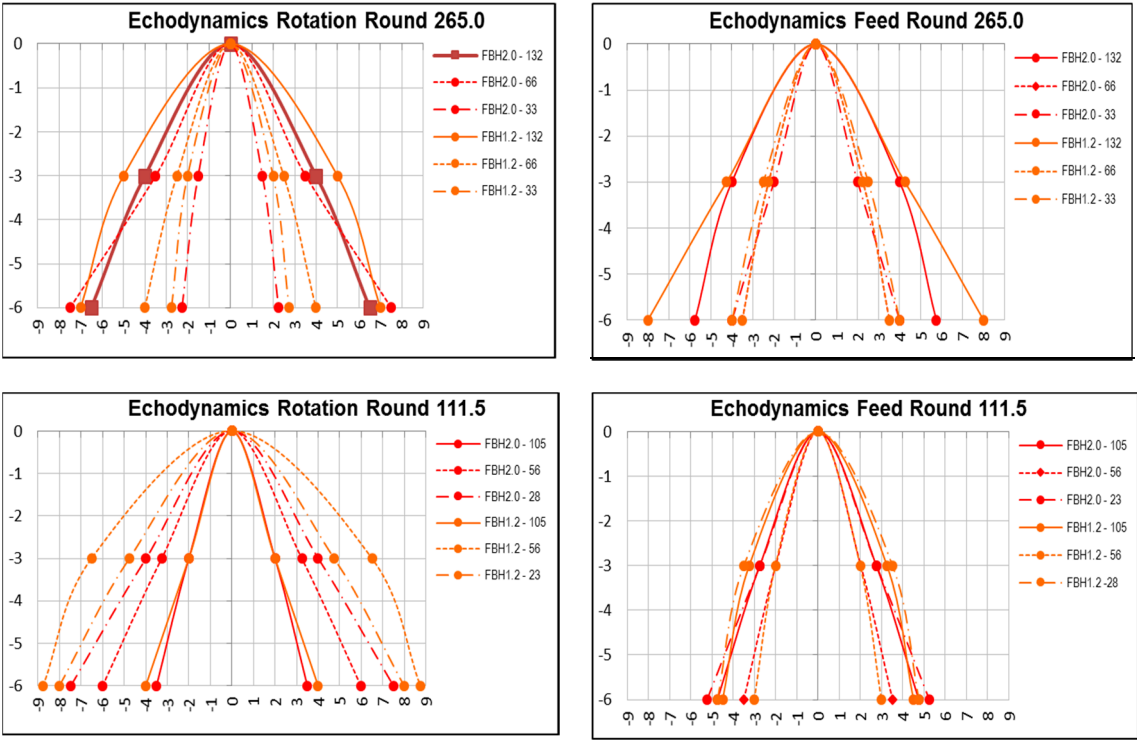 Echodynamics Rotation Round 265.0
0
-1
-2
-3
-4
-5
-6
-9 -8 -7 -6 -5 -4 -3 -2 -1 0 1 2 3 4 5 6 7 8 9
FBH2.0 - 132
FBH2.0 - 66
FBH2.0 - 33
FBH1.2 - 132
FBH1.2 - 66
FBH1.2 - 33
Echodynamics Feed Round 265.0
0
-1
-2
-3
-4
-5
-6
-9 -8 -7 -6 -5 -4 -3 -2 -1 0 1 2 3 4 5 6 7 8 9
FBH2.0 - 132
FBH2.0 - 66
FBH2.0 - 33
FBH1.2 - 132
FBH1.2 - 66
FBH1.2 - 33
Echodynamics Rotation Round 111.5
0
-1
-2
-3
-4
-5
-6
-9 -8 -7 -6 -5 -4 -3 -2 -1 0 1 2 3 4 5 6 7 8 9
FBH2.0 - 105
FBH2.0 - 56
FBH2.0 - 28
FBH1.2 - 105
FBH1.2 - 56
FBH1.2 - 23
Echodynamics Feed Round 111.5
0
-1
-2
-3
-4
-5
-6
-9 -8 -7 -6 -5 -4 -3 -2 -1 0 1 2 3 4 5 6 7 8 9
FBH2.0 - 105
FBH2.0 - 56
FBH2.0 - 23
FBH1.2 - 105
FBH1.2 - 56
FBH1.2 -28